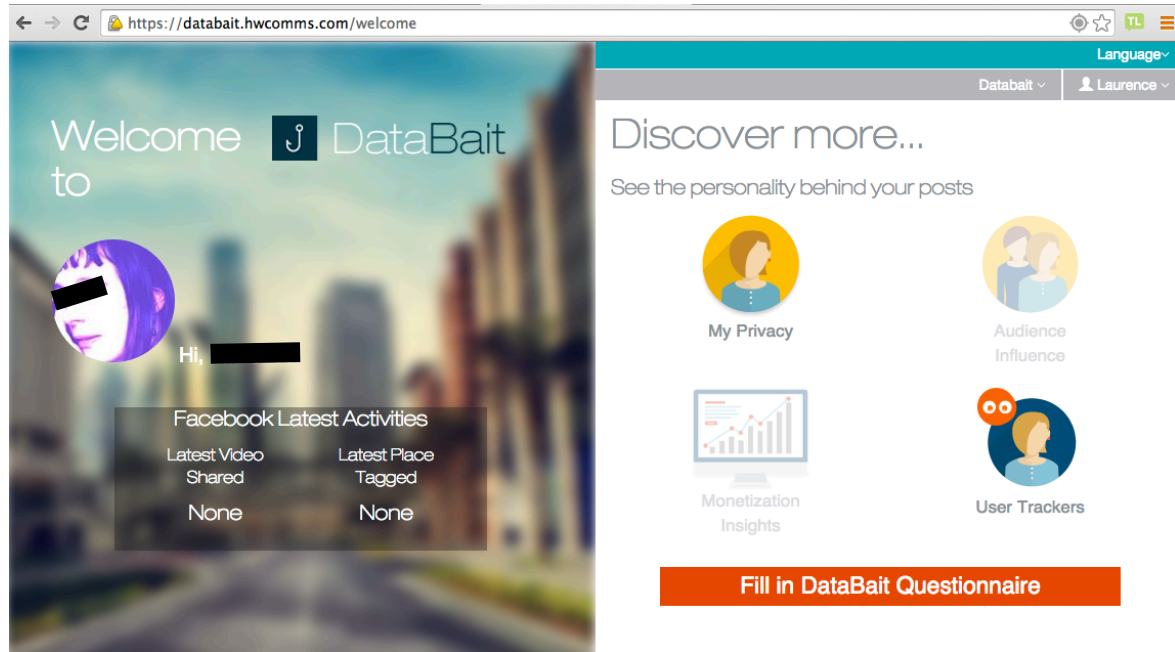 https://databait.hwcomms.com/welcome
TL
Language
Databait
Laurence
Welcome
to
DataBait
Hi,
Facebook Latest Activities
Latest Video
Shared
Latest Place
Tagged
None
None
Discover more...
See the personality behind your posts
My Privacy
Audience
Influence
Monetization
Insights
User Trackers
Fill in DataBait Questionnaire